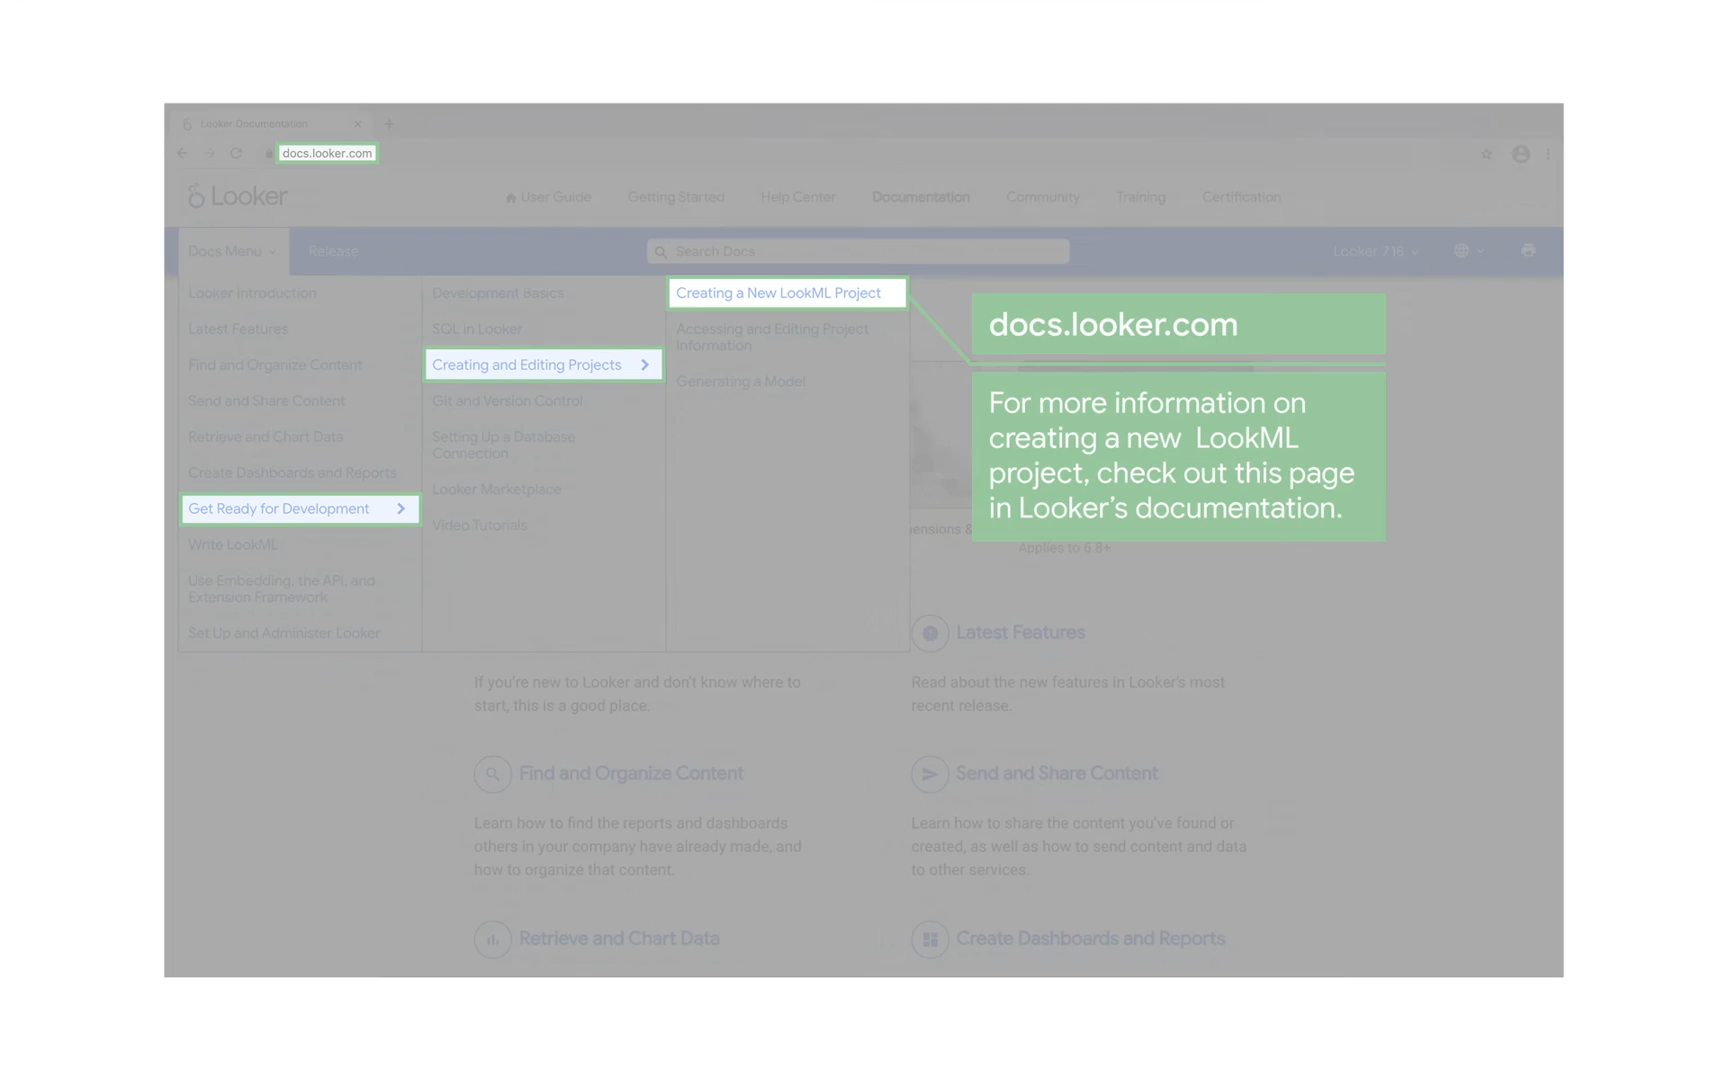 Looker Documentation
docs.looker.com
Looker
User Guide
Getting Started
Help Center
Documentation
Community
Training
Certification
Docs Menu
Release
Search Docs
Looker 7.18
Looker Introduction
Latest Features
Find and Organize Content
Send and Share Content
Retrieve and Chart Data
Create Dashboards and Reports
Get Ready for Development
Write LookML
Use Embedding, the API, and
Extension Framework
Set Up and Administer Looker
Development Basics
SQL in Looker
Creating and Editing Projects
Git and Version Control
Setting Up a Database
Connection
Looker Marketplace
Video Tutorials
Creating a New LookML Project
Accessing and Editing Project
Information
Generating a Model
docs.looker.com
For more information on
creating a new LookML
project, check out this page
in Looker’s documentation.
Applies to 6.8+
If you're new to Looker and don't know where to
start, this is a good place.
Latest Features
Read about the new features in Looker's most
recent release.
Find and Organize Content
Learn how to find the reports and dashboards
others in your company have already made, and
how to organize that content.
Send and Share Content
Learn how to share the content you've found or
created, as well as how to send content and data
to other services.
Retrieve and Chart Data
Create Dashboards and Reports